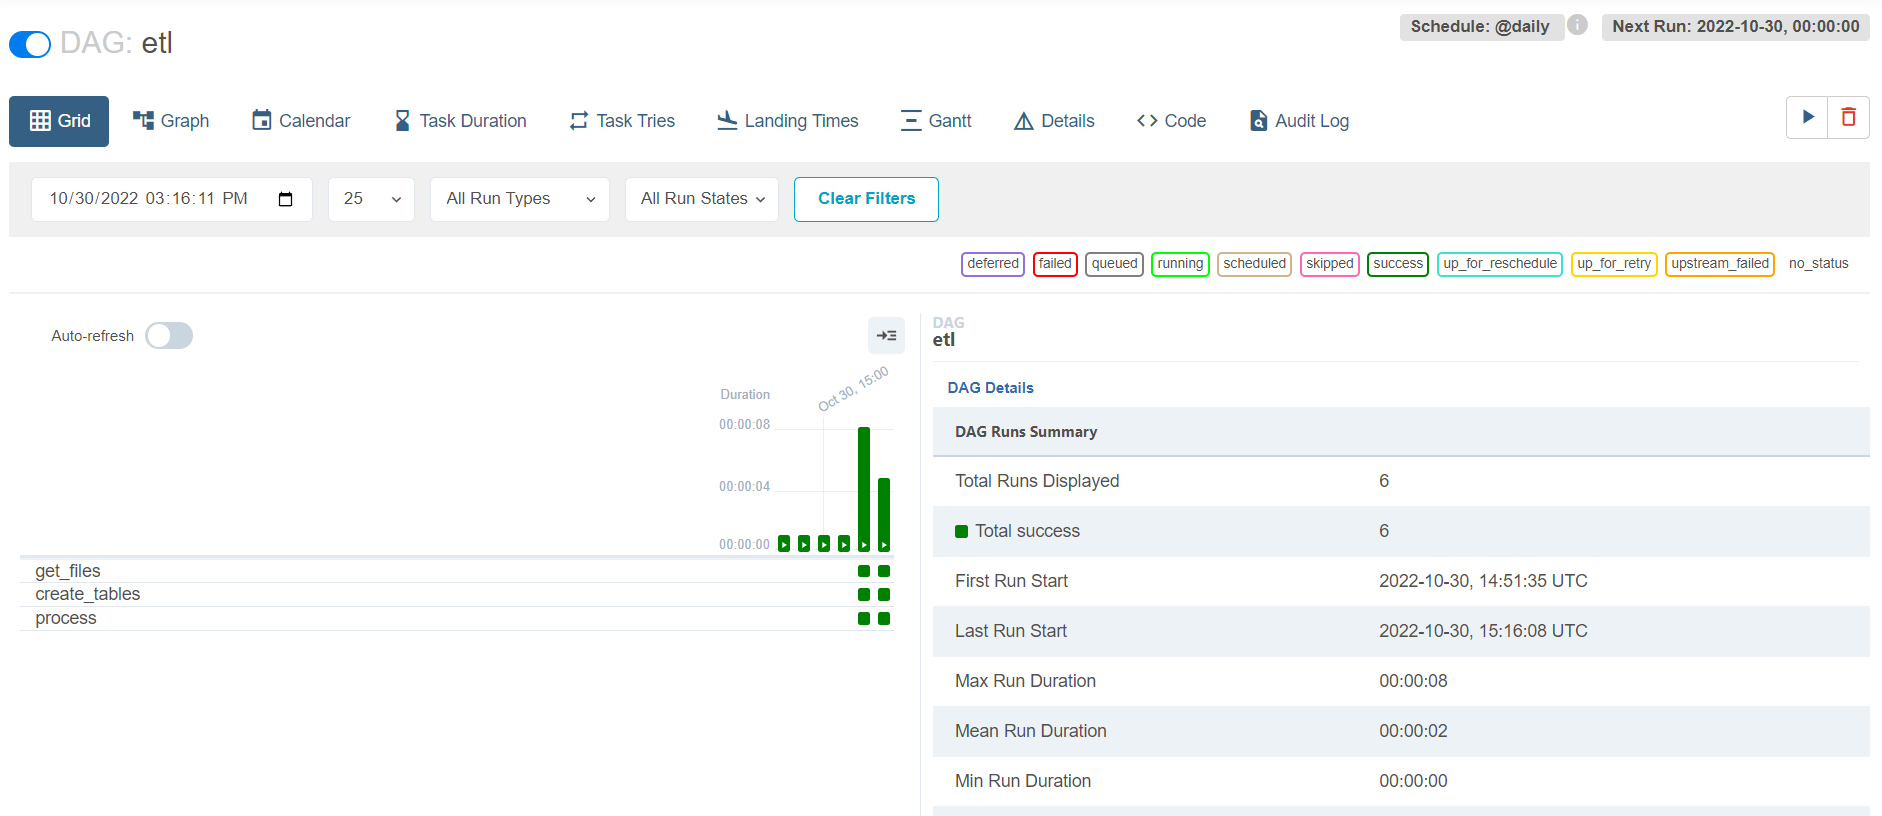 DAG: etl
Schedule: @daily
Next Run: 2022-10-30, 00:00:00
Grid
Graph
Calendar
Task Duration
Task Tries
Landing Times
Gantt
Details
Code
Audit Log
10/30/2022 03:16:11 PM
25
All Run Types
All Run States
Clear Filters
deferred
failed
queued
running
scheduled
skipped
success
up_for_reschedule
up_for_retry
upstream_failed
no_status
Auto-refresh
Duration
Oct 30, 15:00
00:00:08
00:00:04
00:00:00
get_files
create_tables
process
DAG
etl
DAG Details
DAG Runs Summary
Total Runs Displayed 6
Total success 6
First Run Start 2022-10-30, 14:51:35 UTC
Last Run Start 2022-10-30, 15:16:08 UTC
Max Run Duration 00:00:08
Mean Run Duration 00:00:02
Min Run Duration 00:00:00